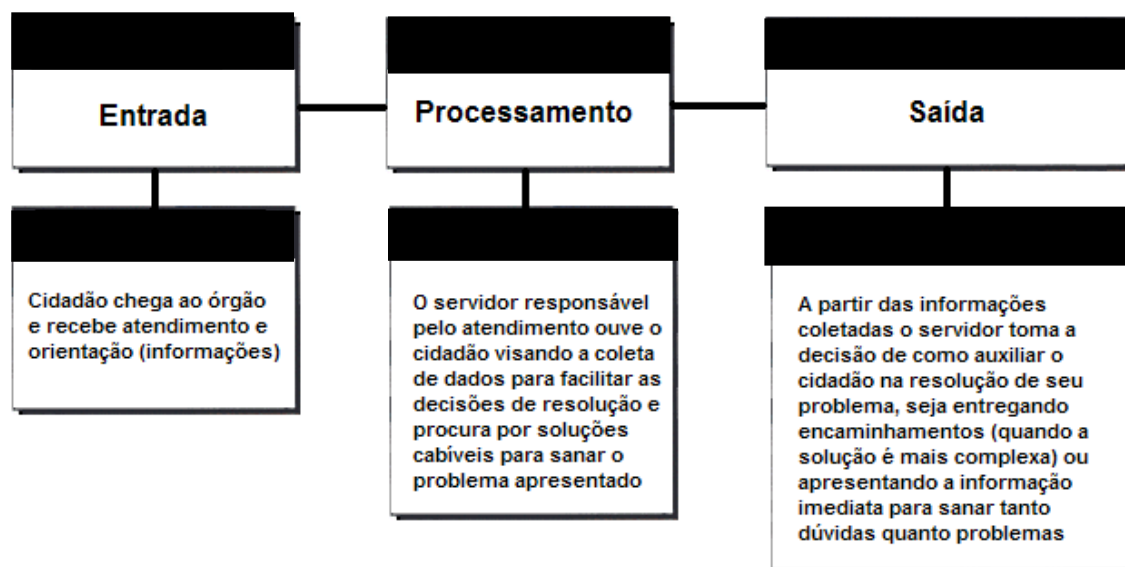 Entrada
Processamento
Saída
Cidadão chega ao órgão
e recebe atendimento e
orientação (informações)
O servidor responsável
pelo atendimento ouve o
cidadão visando a coleta
de dados para facilitar as
decisões de resolução e
procura por soluções
cabíveis para sanar o
problema apresentado
A partir das informações
coletadas o servidor toma a
decisão de como auxiliar o
cidadão na resolução de seu
problema, seja entregando
encaminhamentos (quando a
solução é mais complexa) ou
apresentando a informação
imediata para sanar tanto
dúvidas quanto problemas